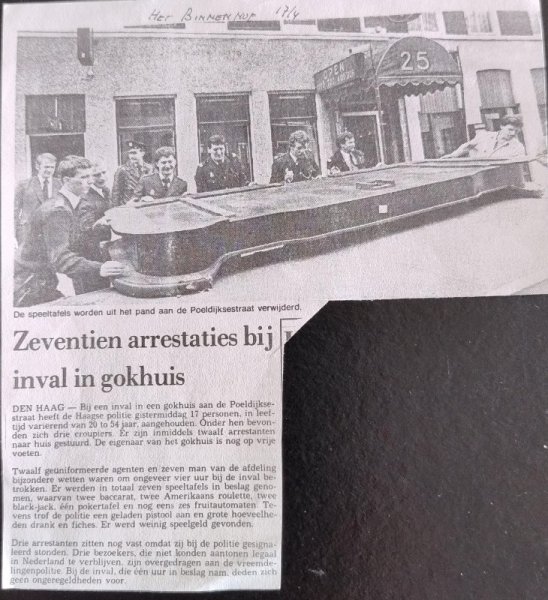 Het Binnenhof 17/4
OPEN
25
De speeltafels worden uit het pand aan de Poeldijksestraat verwijderd.
Zeventien arrestaties bij
inval in gokhuis
DEN HAAG — Bij een inval in een gokhuis aan de Poeldijkse-
straat heeft de Haagse politie gistermiddag 17 personen, in leef-
tijd varierend van 20 to 54 jaar, aangehouden. Onder hen bevon-
den zich drie croupiers. Er zijn inmiddels twaalf arrestanten
naar huis gestuurd. De eigenaar van het gokhuis is nog op vrije
voeten.
Twaalf geüniformeerde agenten en zeven man van de afdeling
bijzondere wetten waren om ongeveer vier uur bij de inval be-
trokken. Er werden in totaal zeven speeltafels in beslag geno-
men, waarvan twee baccarat, twee Amerikaans roulette, twee
black-jack, één pokertafel en nog zes fruitautomaten. Te-
vens trof de politie een geladen pistool aan en grote hoeveelhe-
den drank en fiches. Er werd weinig speelgeld gevonden.
Drie arrestanten zitten nog vast omdat zij bij de politie gesigna-
leerd stonden. Drie bezoekers, die niet konden aantonen legaal
in Nederland te verblijven, zijn overgedragen aan de vreemde-
lingenpolitie. Bij de inval, die één uur in beslag nam, deden zich
geen ongeregeldheden voor.